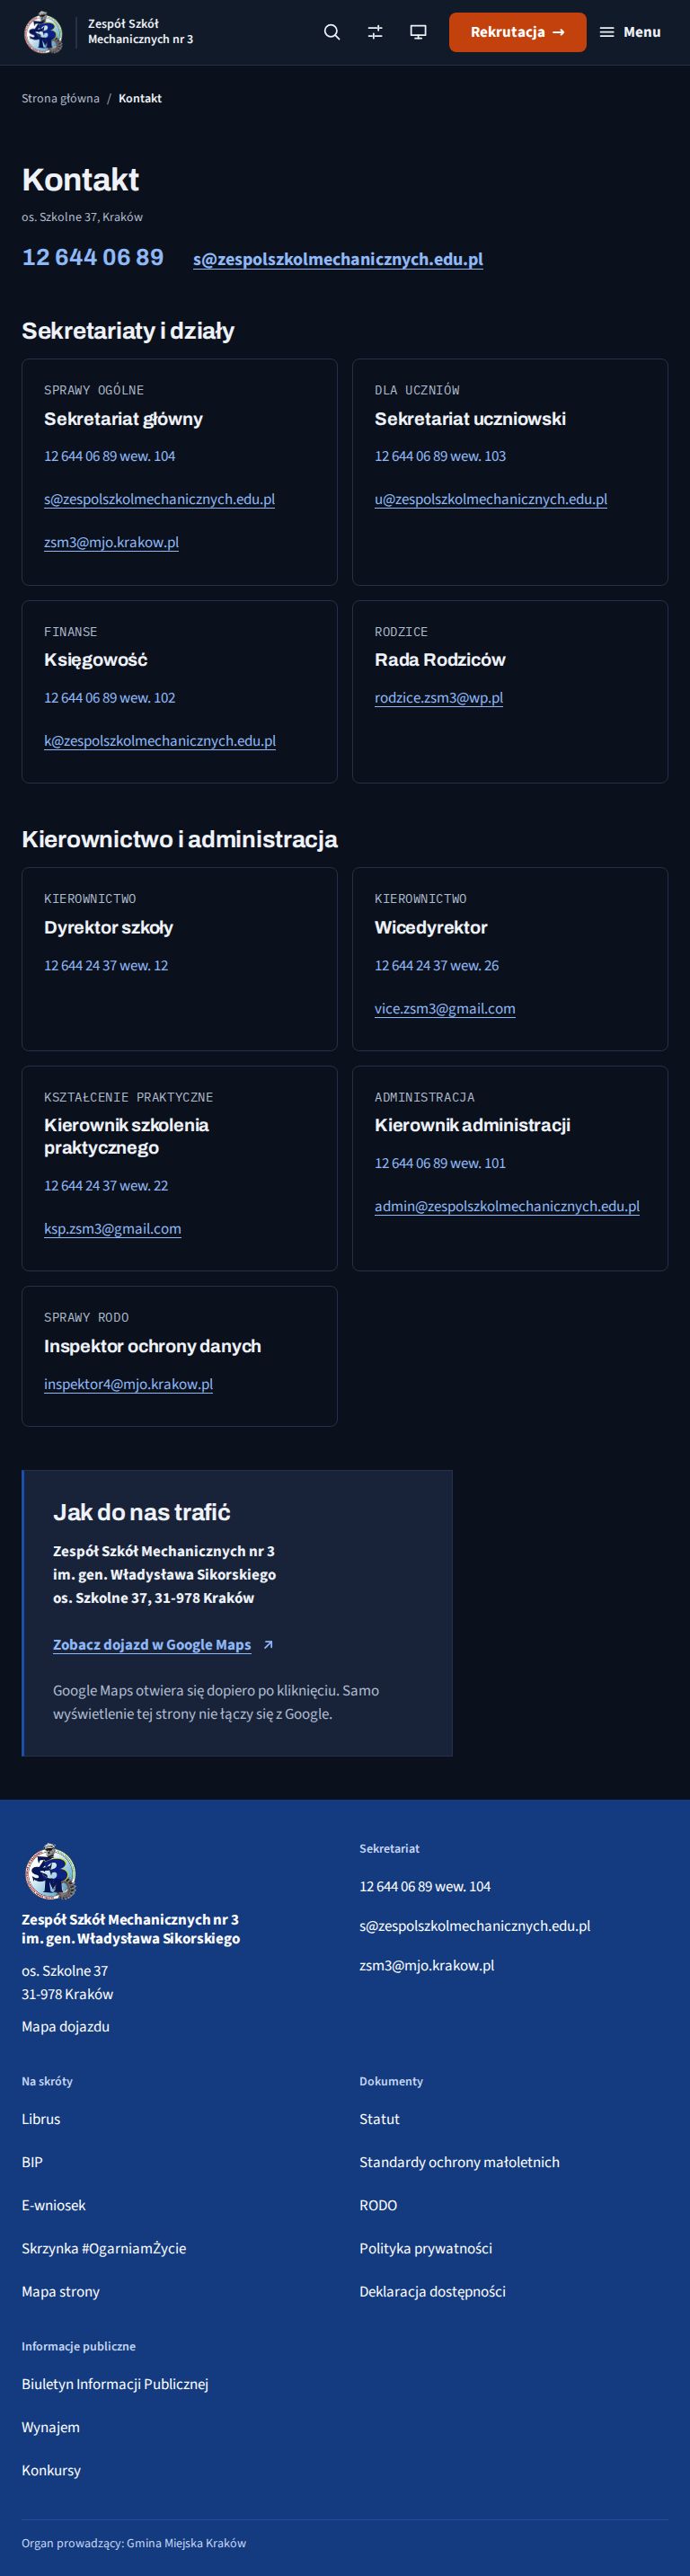 Zespół Szkół
Mechanicznych nr 3
Rekrutacja →
Menu
Strona główna / Kontakt
Kontakt
os. Szkolne 37, Kraków
12 644 06 89
s@zespolszkolmechanicznych.edu.pl
Sekretariaty i działy
SPRAWY OGÓLNE
Sekretariat główny
12 644 06 89 wew. 104
s@zespolszkolmechanicznych.edu.pl
zsm3@mjo.krakow.pl
DLA UCZNIÓW
Sekretariat uczniowski
12 644 06 89 wew. 103
u@zespolszkolmechanicznych.edu.pl
FINANSE
Księgowość
12 644 06 89 wew. 102
k@zespolszkolmechanicznych.edu.pl
RODZICE
Rada Rodziców
rodzice.zsm3@wp.pl
Kierownictwo i administracja
KIEROWNICTWO
Dyrektor szkoły
12 644 24 37 wew. 12
KIEROWNICTWO
Wicedyrektor
12 644 24 37 wew. 26
vice.zsm3@gmail.com
KSZTAŁCENIE PRAKTYCZNE
Kierownik szkolenia
praktycznego
12 644 24 37 wew. 22
ksp.zsm3@gmail.com
ADMINISTRACJA
Kierownik administracji
12 644 06 89 wew. 101
admin@zespolszkolmechanicznych.edu.pl
SPRAWY RODO
Inspektor ochrony danych
inspektor4@mjo.krakow.pl
Jak do nas trafić
Zespół Szkół Mechanicznych nr 3
im. gen. Władysława Sikorskiego
os. Szkolne 37, 31-978 Kraków
Zobacz dojazd w Google Maps ↗
Google Maps otwiera się dopiero po kliknięciu. Samo
wyświetlenie tej strony nie łączy się z Google.
Zespół Szkół Mechanicznych nr 3
im. gen. Władysława Sikorskiego
os. Szkolne 37
31-978 Kraków
Mapa dojazdu
Sekretariat
12 644 06 89 wew. 104
s@zespolszkolmechanicznych.edu.pl
zsm3@mjo.krakow.pl
Na skróty
Librus
BIP
E-wniosek
Skrzynka #OgarniamŻycie
Mapa strony
Dokumenty
Statut
Standardy ochrony małoletnich
RODO
Polityka prywatności
Deklaracja dostępności
Informacje publiczne
Biuletyn Informacji Publicznej
Wynajem
Konkursy
Organ prowadzący: Gmina Miejska Kraków